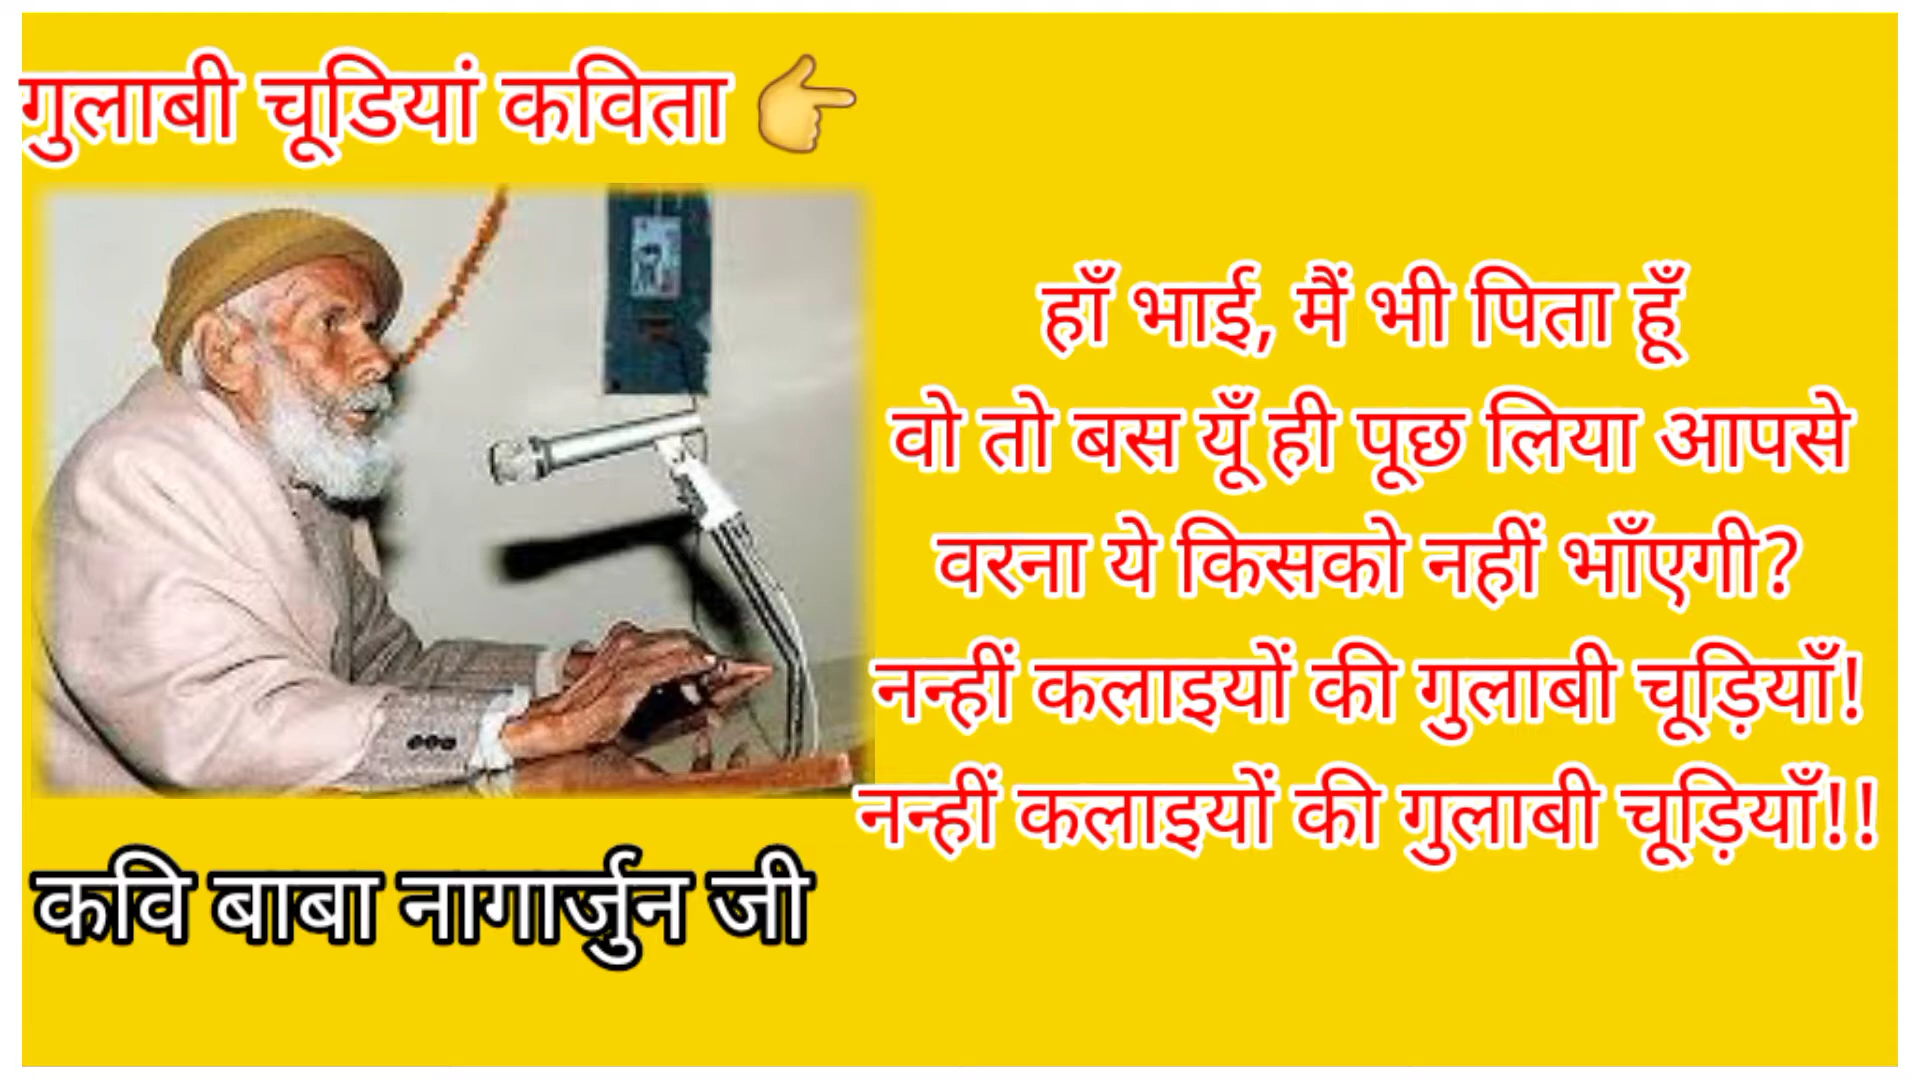 गुलाबी चूडियां कविता 👉
हाँ भाई, मैं भी पिता हूँ
वो तो बस यूँ ही पूछ लिया आपसे
वरना ये किसको नहीं भाँएगी?
नन्हीं कलाइयों की गुलाबी चूड़ियाँ!
नन्हीं कलाइयों की गुलाबी चूड़ियाँ!!
कवि बाबा नागार्जुन जी